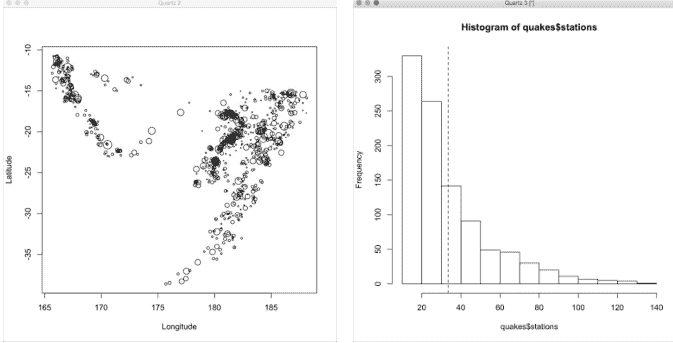 Quartz 2
-10
-15
-20
-25
-30
-35
Latitude
165 170 175 180 185
Longitude
Quartz 3 [*]
Histogram of quakes$stations
300
250
200
150
100
50
0
Frequency
20 40 60 80 100 120 140
quakes$stations